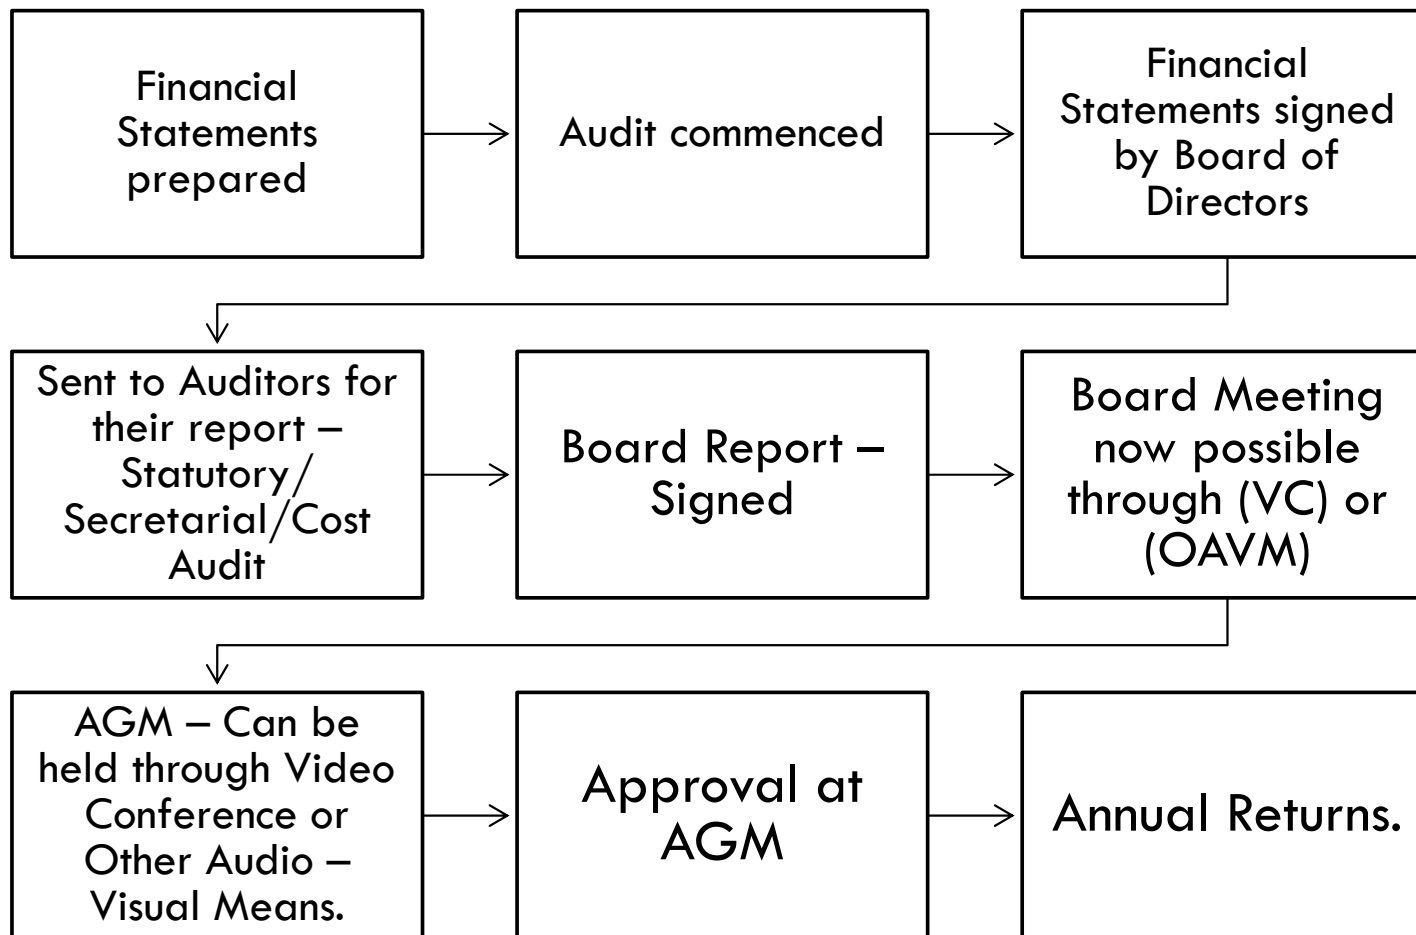 Financial
Statements
prepared
Audit commenced
Financial
Statements signed
by Board of
Directors
Sent to Auditors for
their report –
Statutory/
Secretarial/Cost
Audit
Board Report –
Signed
Board Meeting
now possible
through (VC) or
(OAVM)
AGM – Can be
held through Video
Conference or
Other Audio –
Visual Means.
Approval at
AGM
Annual Returns.